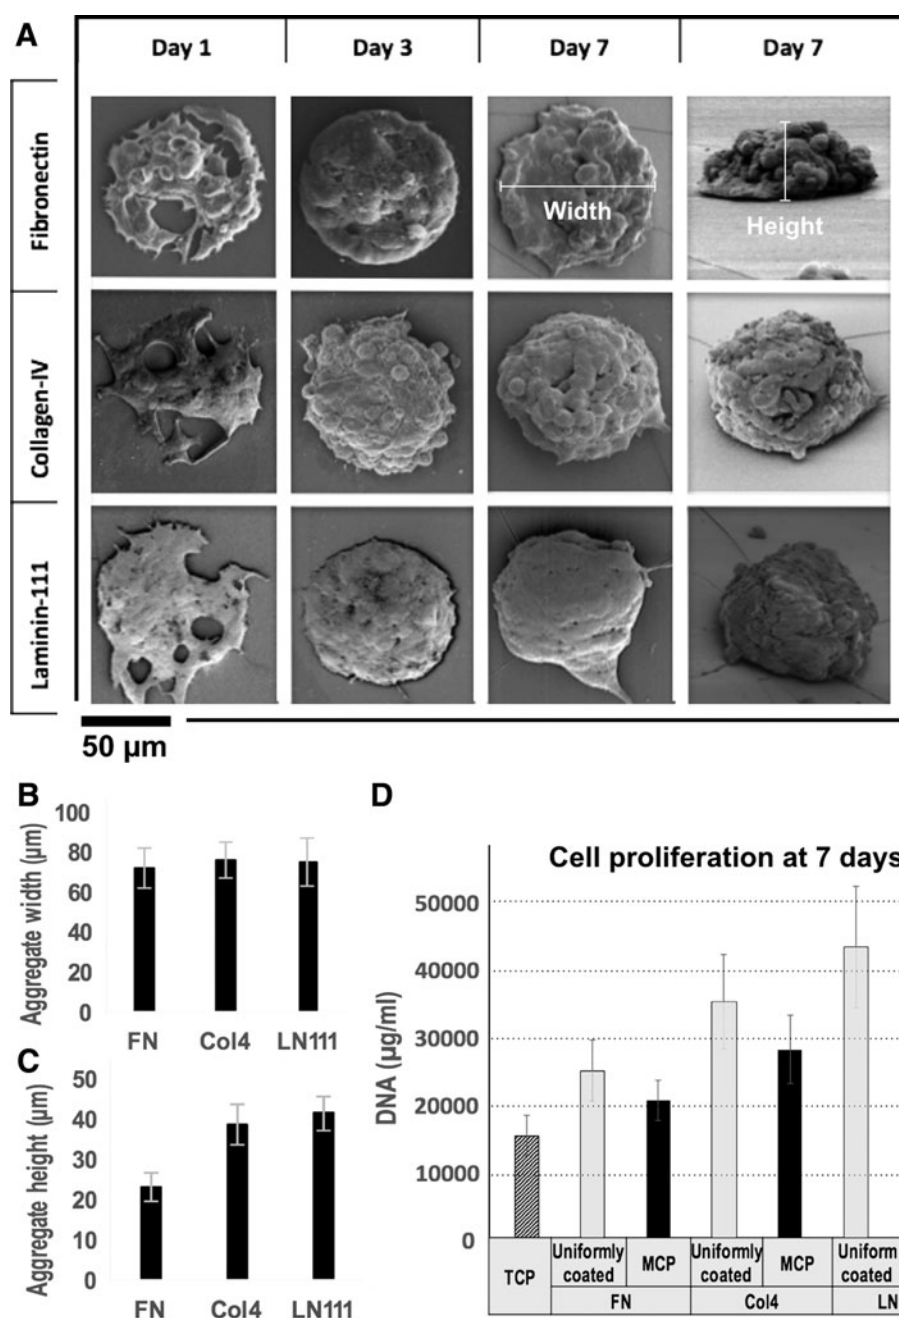 A
Day 1
Day 3
Day 7
Day 7
Fibronectin
Width
Height
Collagen-IV
Laminin-111
50 µm
B
Aggregate width (µm)
100
80
60
40
20
0
FN
Col4
LN111
C
Aggregate height (µm)
50
40
30
20
10
0
FN
Col4
LN111
D
Cell proliferation at 7 days
DNA (µg/ml)
50000
40000
30000
20000
10000
0
TCP
Uniformly
coated
MCP
Uniformly
coated
MCP
Uniform
coated
FN
Col4
LN